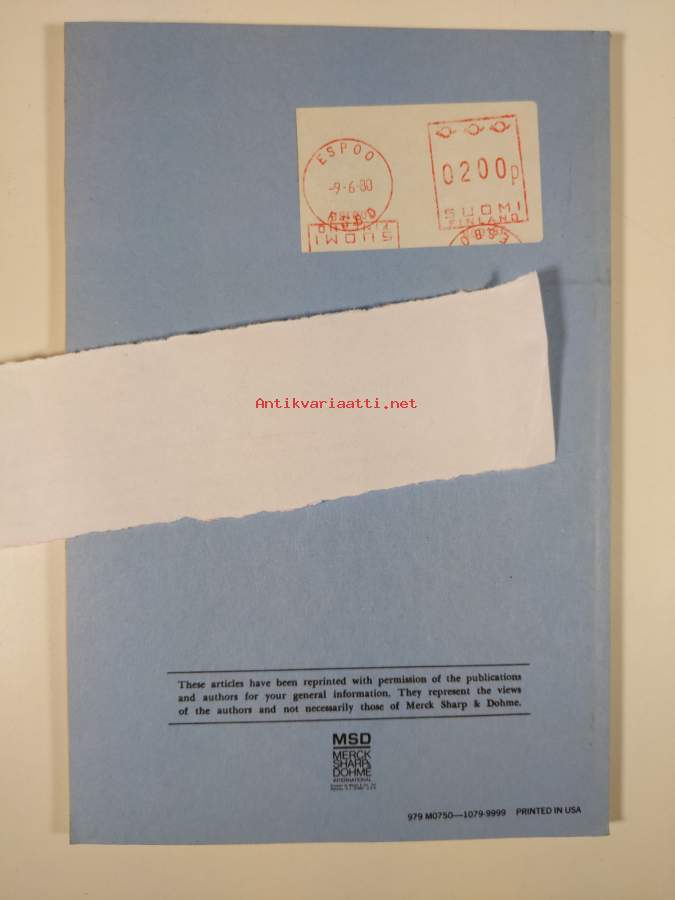 ESPOO
-9-6.80
0200p
SUOMI
FINLAND
SUOMI
Antikvariaatti.net
These articles have been reprinted with permission of the publications
and authors for your general information. They represent the views
of the authors and not necessarily those of Merck Sharp & Dohme.
MSD
MERCK
SHARP&
DOHME
INTERNATIONAL
979 M0750—1079-9999 PRINTED IN USA